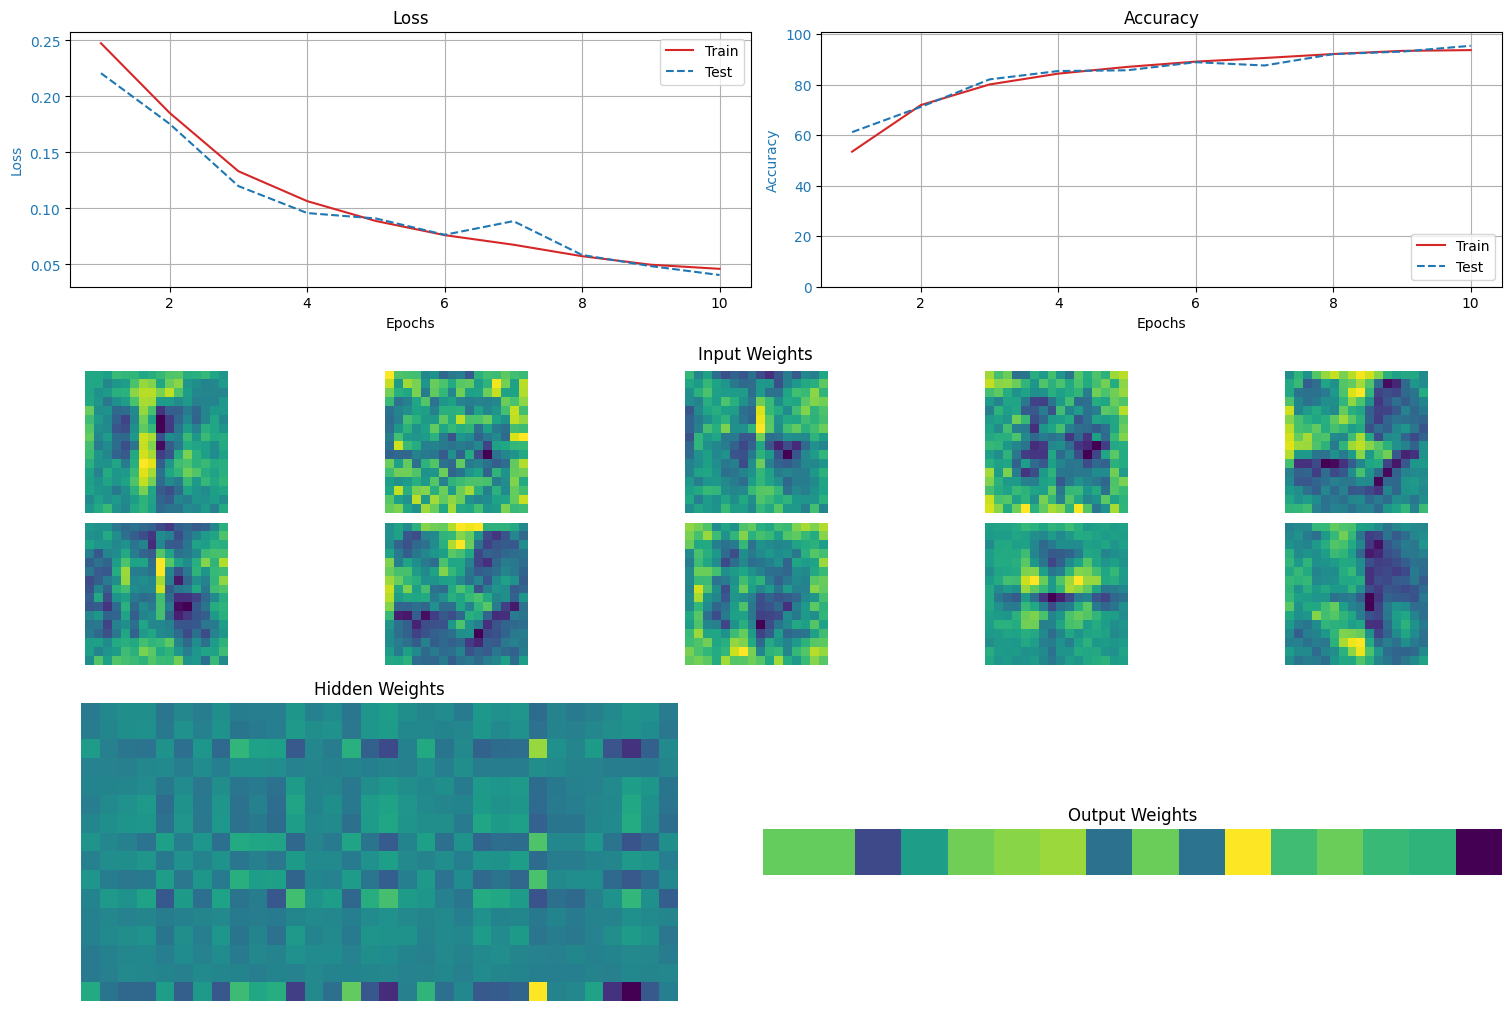 Loss
0.25
0.20
0.15
0.10
0.05
Loss
2
4
6
8
10
Epochs
Train
Test
Accuracy
100
80
60
40
20
0
Accuracy
2
4
6
8
10
Epochs
Train
Test
Input Weights
Hidden Weights
Output Weights